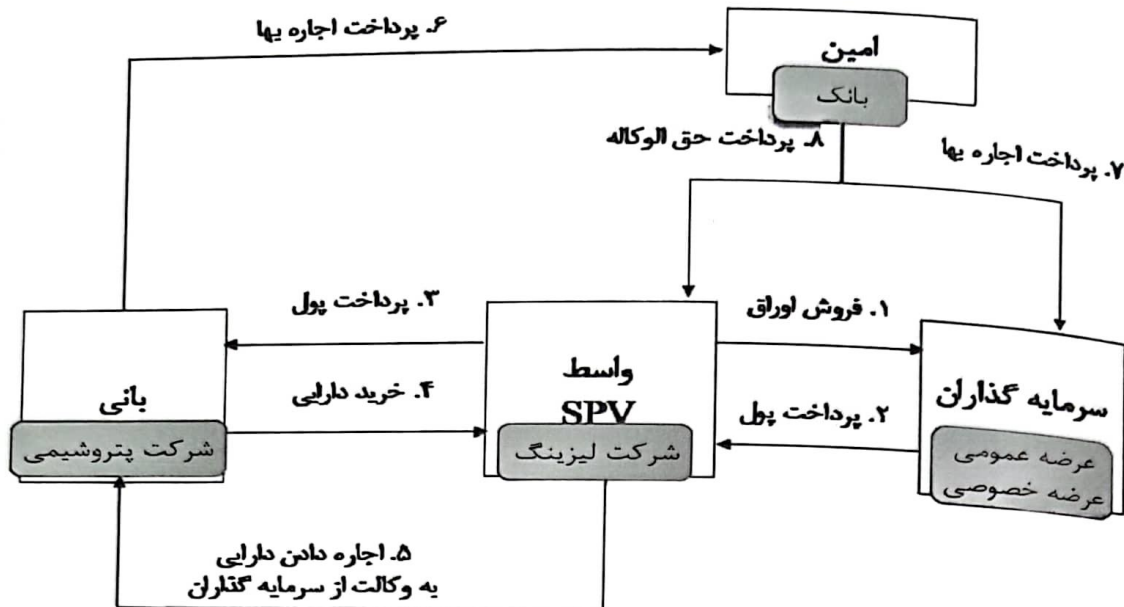 ۶. پرداخت اجاره بها
امین
بانک
۸. پرداخت حق الوکاله
۷. پرداخت اجاره بها
۳. پرداخت پول
۱. فروش اوراق
بانی
شرکت پتروشیمی
۴. خرید دارایی
واسط
SPV
شرکت لیزینگ
۲. پرداخت پول
سرمایه گذاران
عرضه عمومی
عرضه خصوصی
۵. اجاره دادن دارایی
به وکالت از سرمایه گذاران